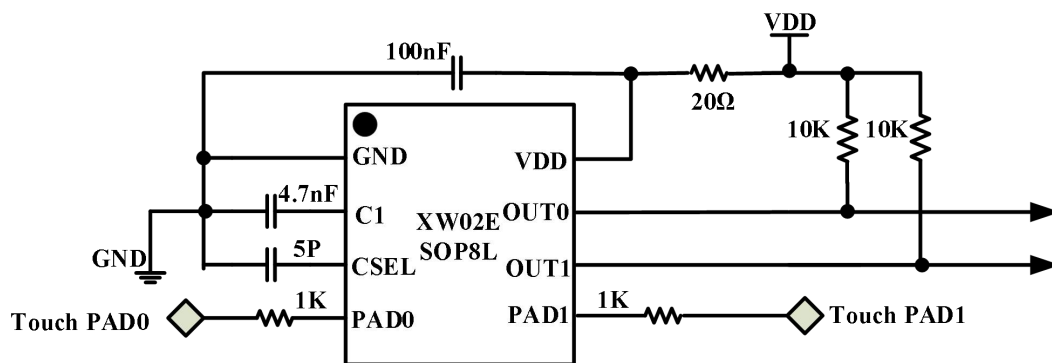 VDD
100nF
20Ω
10K
10K
GND
VDD
4.7nF
C1
XW02E
SOP8L
OUT0
GND
5P
CSEL
OUT1
Touch PAD0
1K
PAD0
PAD1
1K
Touch PAD1